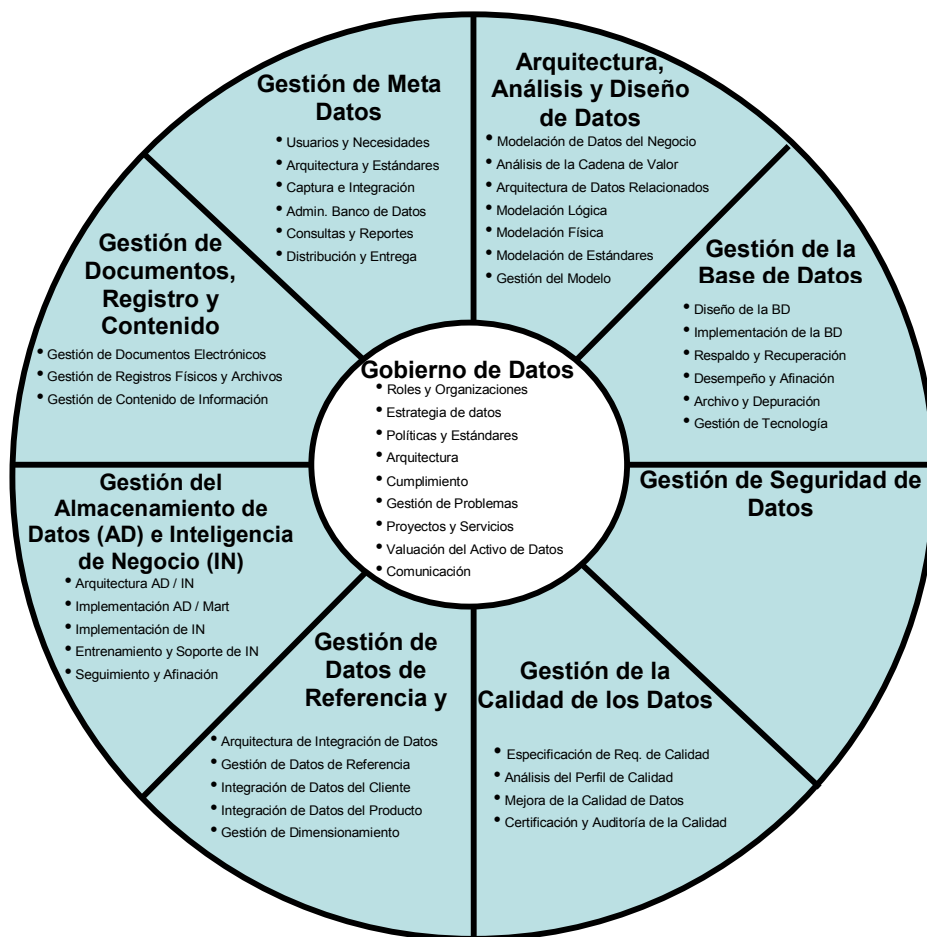 Gestión de Meta
Datos
• Usuarios y Necesidades
• Arquitectura y Estándares
• Captura e Integración
• Admin. Banco de Datos
• Consultas y Reportes
• Distribución y Entrega
Arquitectura,
Análisis y Diseño
de Datos
• Modelación de Datos del Negocio
• Análisis de la Cadena de Valor
• Arquitectura de Datos Relacionados
• Modelación Lógica
• Modelación Física
• Modelación de Estándares
• Gestión del Modelo
Gestión de
Documentos,
Registro y
Contenido
• Gestión de Documentos Electrónicos
• Gestión de Registros Físicos y Archivos
• Gestión de Contenido de Información
Gestión de la
Base de Datos
• Diseño de la BD
• Implementación de la BD
• Respaldo y Recuperación
• Desempeño y Afinación
• Archivo y Depuración
• Gestión de Tecnología
Gobierno de Datos
• Roles y Organizaciones
• Estrategia de datos
• Políticas y Estándares
• Arquitectura
• Cumplimiento
• Gestión de Problemas
• Proyectos y Servicios
• Valuación del Activo de Datos
• Comunicación
Gestión del
Almacenamiento de
Datos (AD) e Inteligencia
de Negocio (IN)
• Arquitectura AD / IN
• Implementación AD / Mart
• Implementación de IN
• Entrenamiento y Soporte de IN
• Seguimiento y Afinación
Gestión de Seguridad de
Datos
Gestión de
Datos de
Referencia y
• Arquitectura de Integración de Datos
• Gestión de Datos de Referencia
• Integración de Datos del Cliente
• Integración de Datos del Producto
• Gestión de Dimensionamiento
Gestión de la
Calidad de los Datos
• Especificación de Req. de Calidad
• Análisis del Perfil de Calidad
• Mejora de la Calidad de Datos
• Certificación y Auditoría de la Calidad